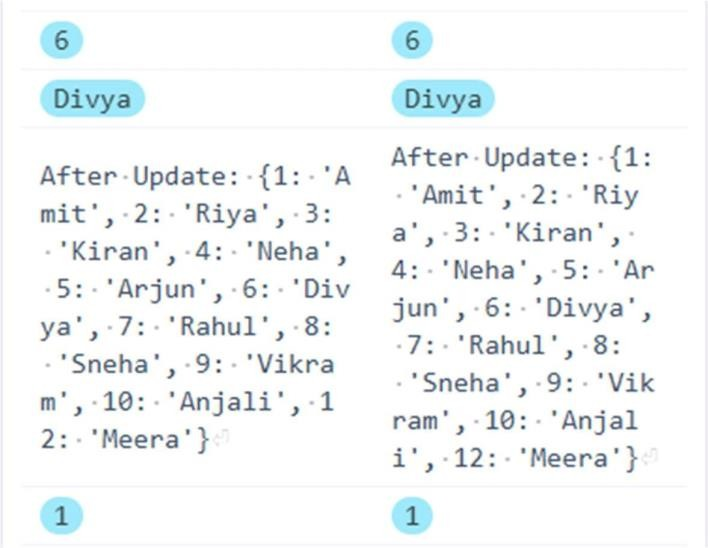 6
6
Divya
Divya
After·Update:·{1:·'A
mit',·2:·'Riya',·3:
·'Kiran',·4:·'Neha',
·5:·'Arjun',·6:·'Div
ya',·7:·'Rahul',·8:
·'Sneha',·9:·'Vikra
m',·10:·'Anjali',·1
2:·'Meera'}⏎
After·Update:·{1:
·'Amit',·2:·'Riy
a',·3:·'Kiran',·
4:·'Neha',·5:·'Ar
jun',·6:·'Divya',
·7:·'Rahul',·8:
·'Sneha',·9:·'Vik
ram',·10:·'Anjal
i',·12:·'Meera'}⏎
1
1